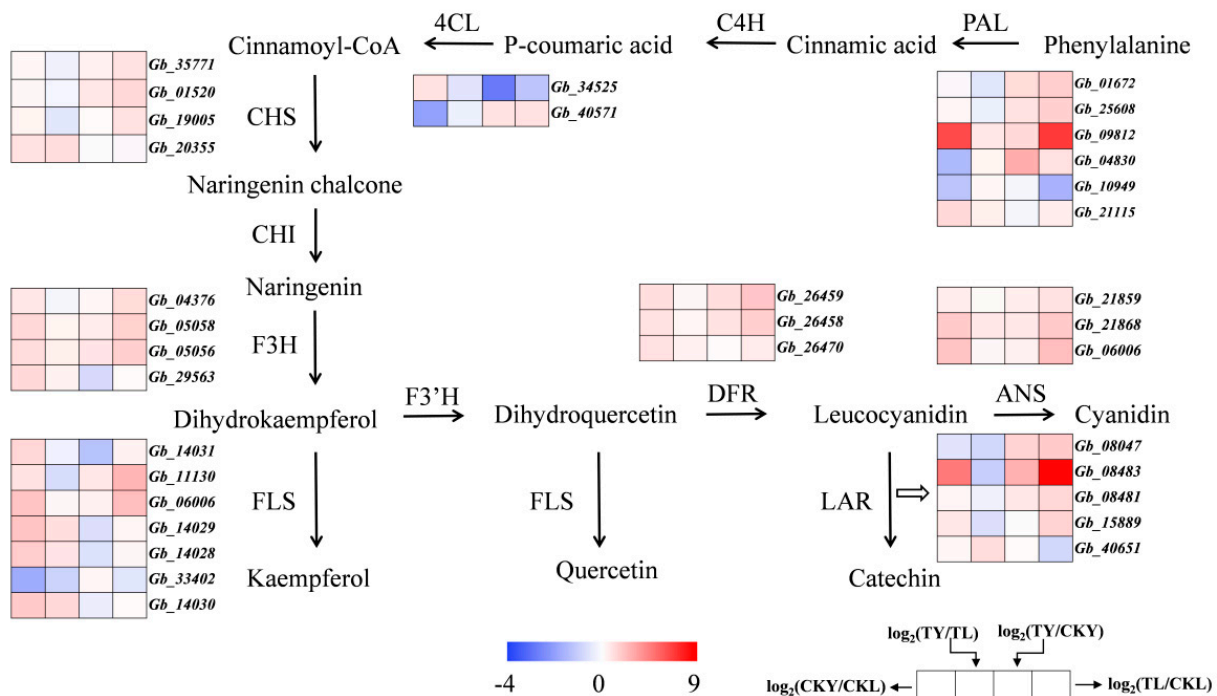 4CL
C4H
PAL
Cinnamoyl-CoA
P-coumaric acid
Cinnamic acid
Phenylalanine
Gb_35771
Gb_01520
Gb_19005
Gb_20355
CHS
Gb_34525
Gb_40571
Gb_01672
Gb_25608
Gb_09812
Gb_04830
Gb_10949
Gb_21115
Naringenin chalcone
CHI
Naringenin
Gb_04376
Gb_05058
Gb_05056
Gb_29563
F3H
Gb_26459
Gb_26458
Gb_26470
Gb_21859
Gb_21868
Gb_06006
F3’H
DFR
ANS
Dihydrokaempferol
Dihydroquercetin
Leucocyanidin
Cyanidin
Gb_14031
Gb_11130
Gb_06006
Gb_14029
Gb_14028
Gb_33402
Gb_14030
FLS
FLS
LAR
Gb_08047
Gb_08483
Gb_08481
Gb_15889
Gb_40651
Kaempferol
Quercetin
Catechin
-4
0
9
log₂(TY/TL)
log₂(TY/CKY)
log₂(CKY/CKL)
log₂(TL/CKL)